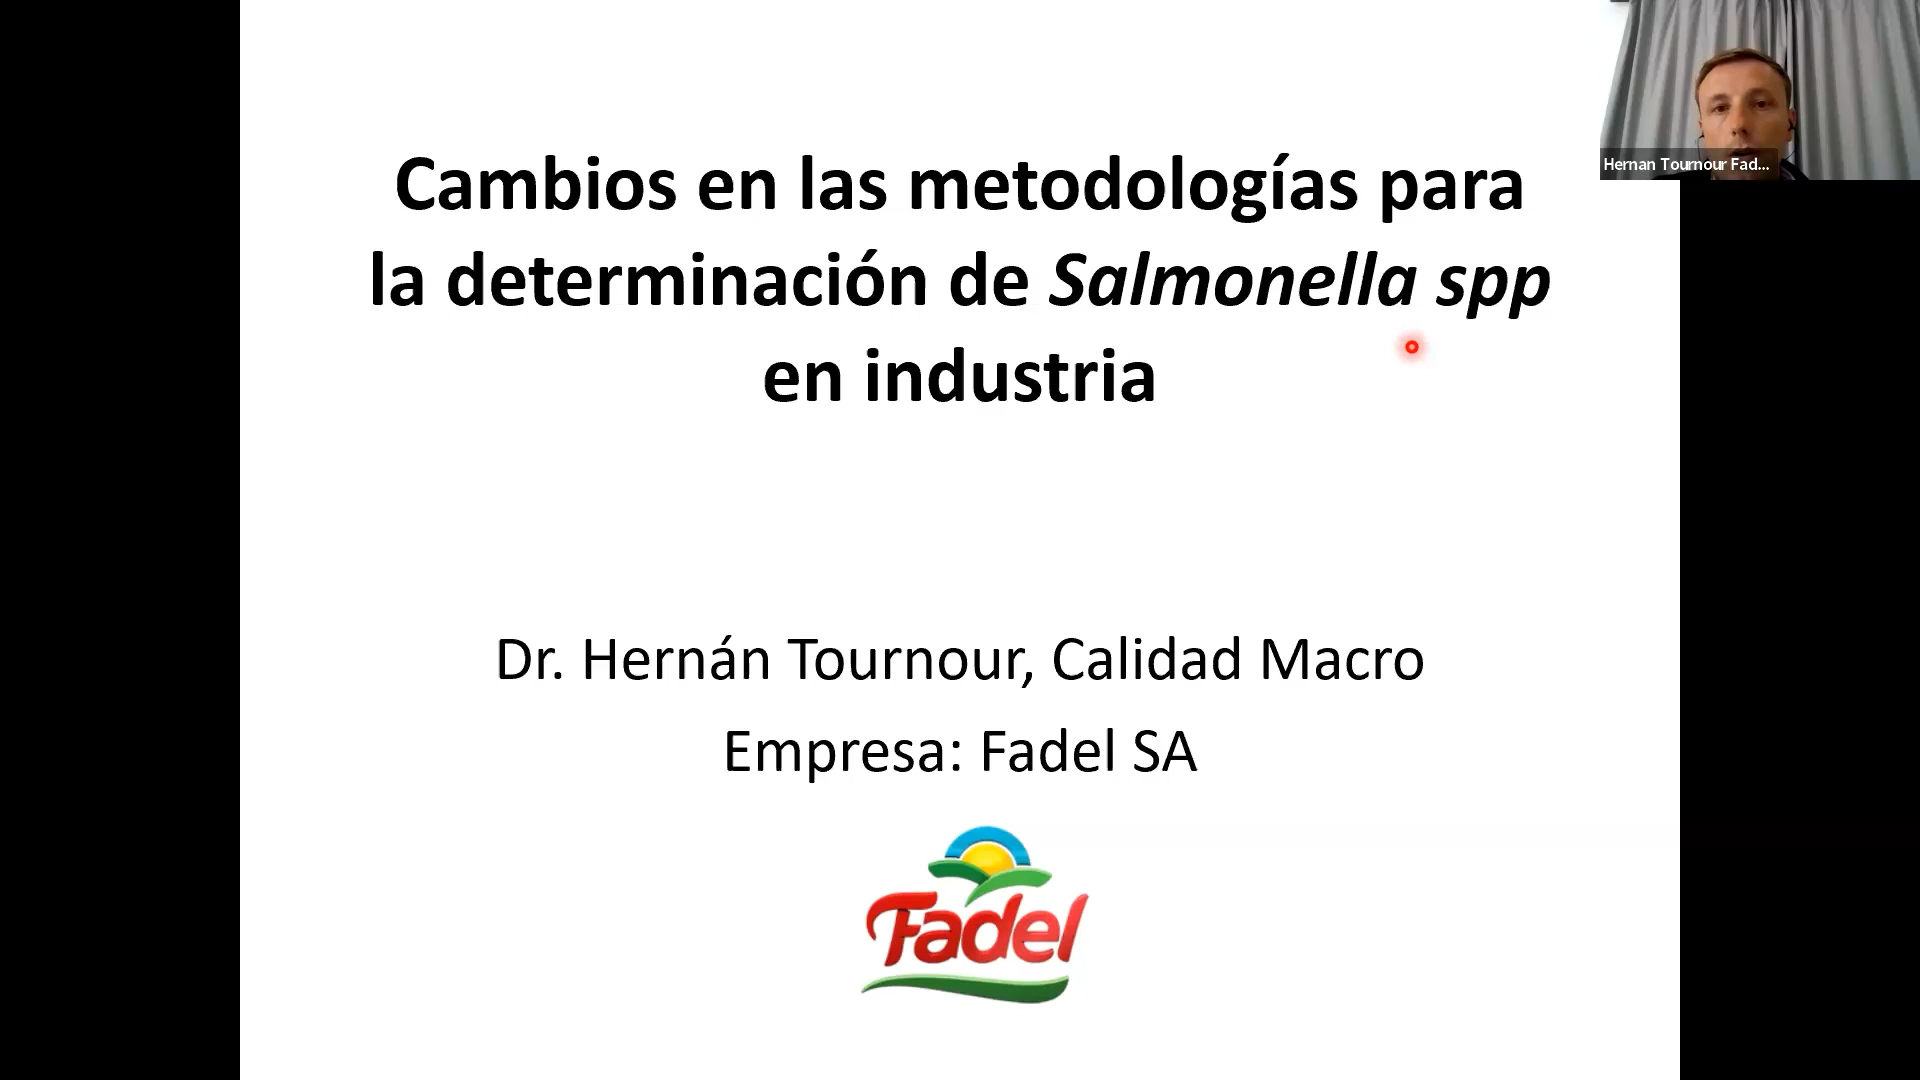 Cambios en las metodologías para
la determinación de Salmonella spp
en industria
Dr. Hernán Tournour, Calidad Macro
Empresa: Fadel SA
Fadel
Hernan Tournour Fad...